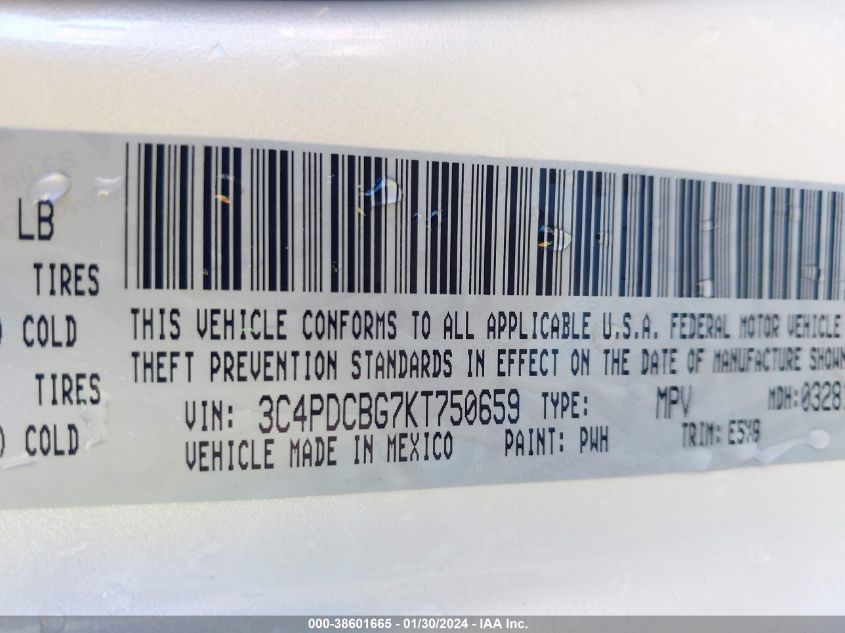 LB
TIRES
COLD
TIRES
COLD
THIS VEHICLE CONFORMS TO ALL APPLICABLE U.S.A. FEDERAL MOTOR VEHICLE
THEFT PREVENTION STANDARDS IN EFFECT ON THE DATE OF MANUFACTURE SHOWN
VIN: 3C4PDCBG7KT750659 TYPE: MPV MDH:03281
VEHICLE MADE IN MEXICO PAINT: PWH TRIM: E5X9
000-38601665 - 01/30/2024 - IAA Inc.